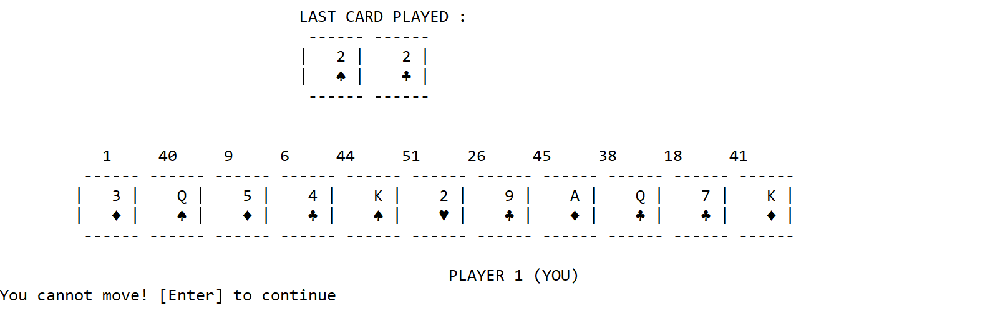 LAST CARD PLAYED :
------ ------
| 2 | 2 |
| ♠ | ♣ |
------ ------
1 40 9 6 44 51 26 45 38 18 41
------ ------ ------ ------ ------ ------ ------ ------ ------ ------ ------
| 3 | Q | 5 | 4 | K | 2 | 9 | A | Q | 7 | K |
| ♦ | ♠ | ♦ | ♣ | ♠ | ♥ | ♣ | ♦ | ♣ | ♣ | ♦ |
------ ------ ------ ------ ------ ------ ------ ------ ------ ------ ------
PLAYER 1 (YOU)
You cannot move! [Enter] to continue